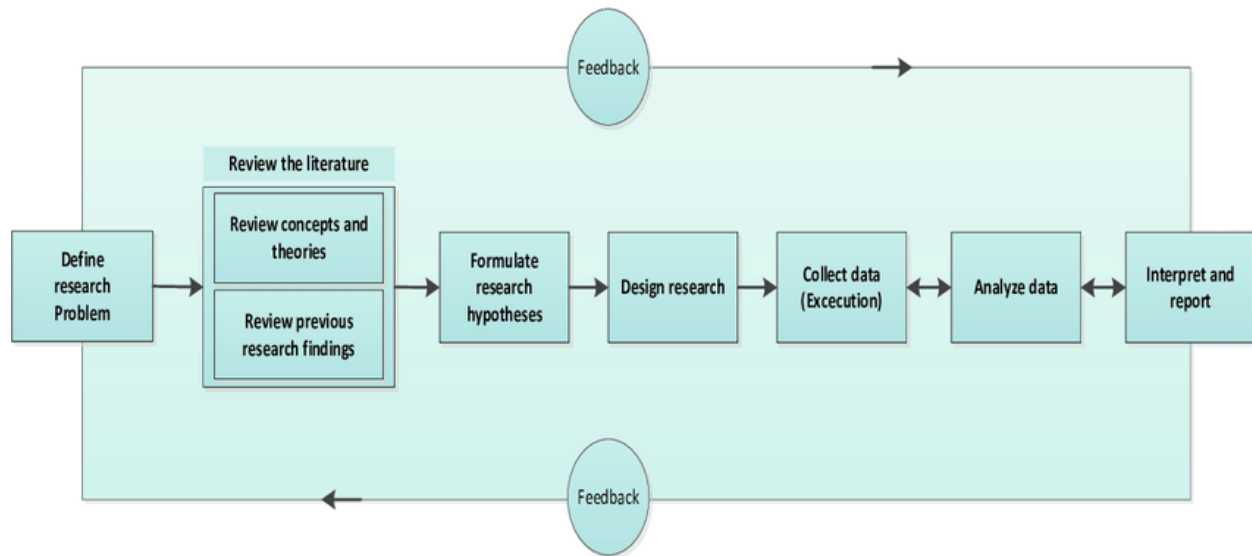 Feedback
Review the literature
Define
research
Problem
Review concepts and
theories
Review previous
research findings
Formulate
research
hypotheses
Design research
Collect data
(Excecution)
Analyze data
Interpret and
report
Feedback